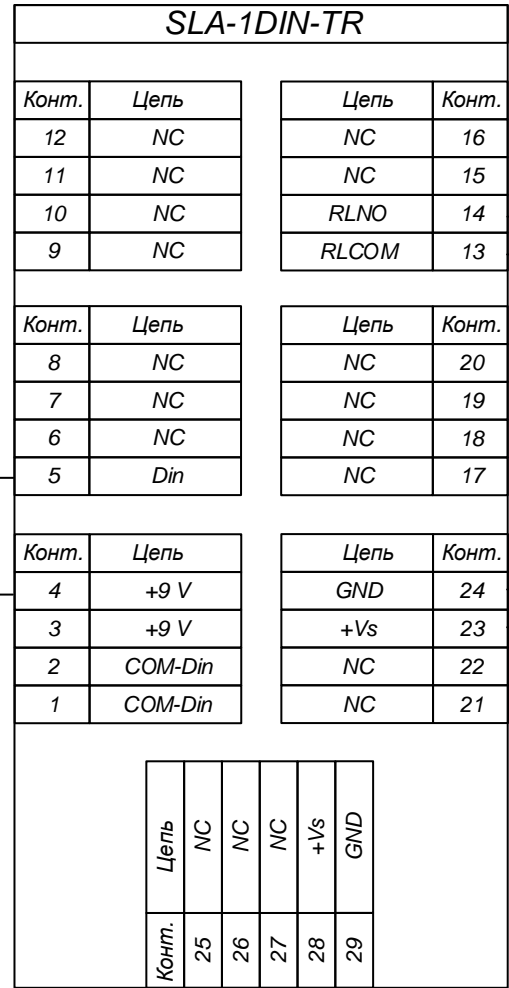 SLA-1DIN-TR
Конт. Цепь Цепь Конт.
12 NC NC 16
11 NC NC 15
10 NC RLNO 14
9 NC RLCOM 13
Конт. Цепь Цепь Конт.
8 NC NC 20
7 NC NC 19
6 NC NC 18
5 Din NC 17
Конт. Цепь Цепь Конт.
4 +9 V GND 24
3 +9 V +Vs 23
2 COM-Din NC 22
1 COM-Din NC 21
Цепь NC NC NC +Vs GND
Конт. 25 26 27 28 29